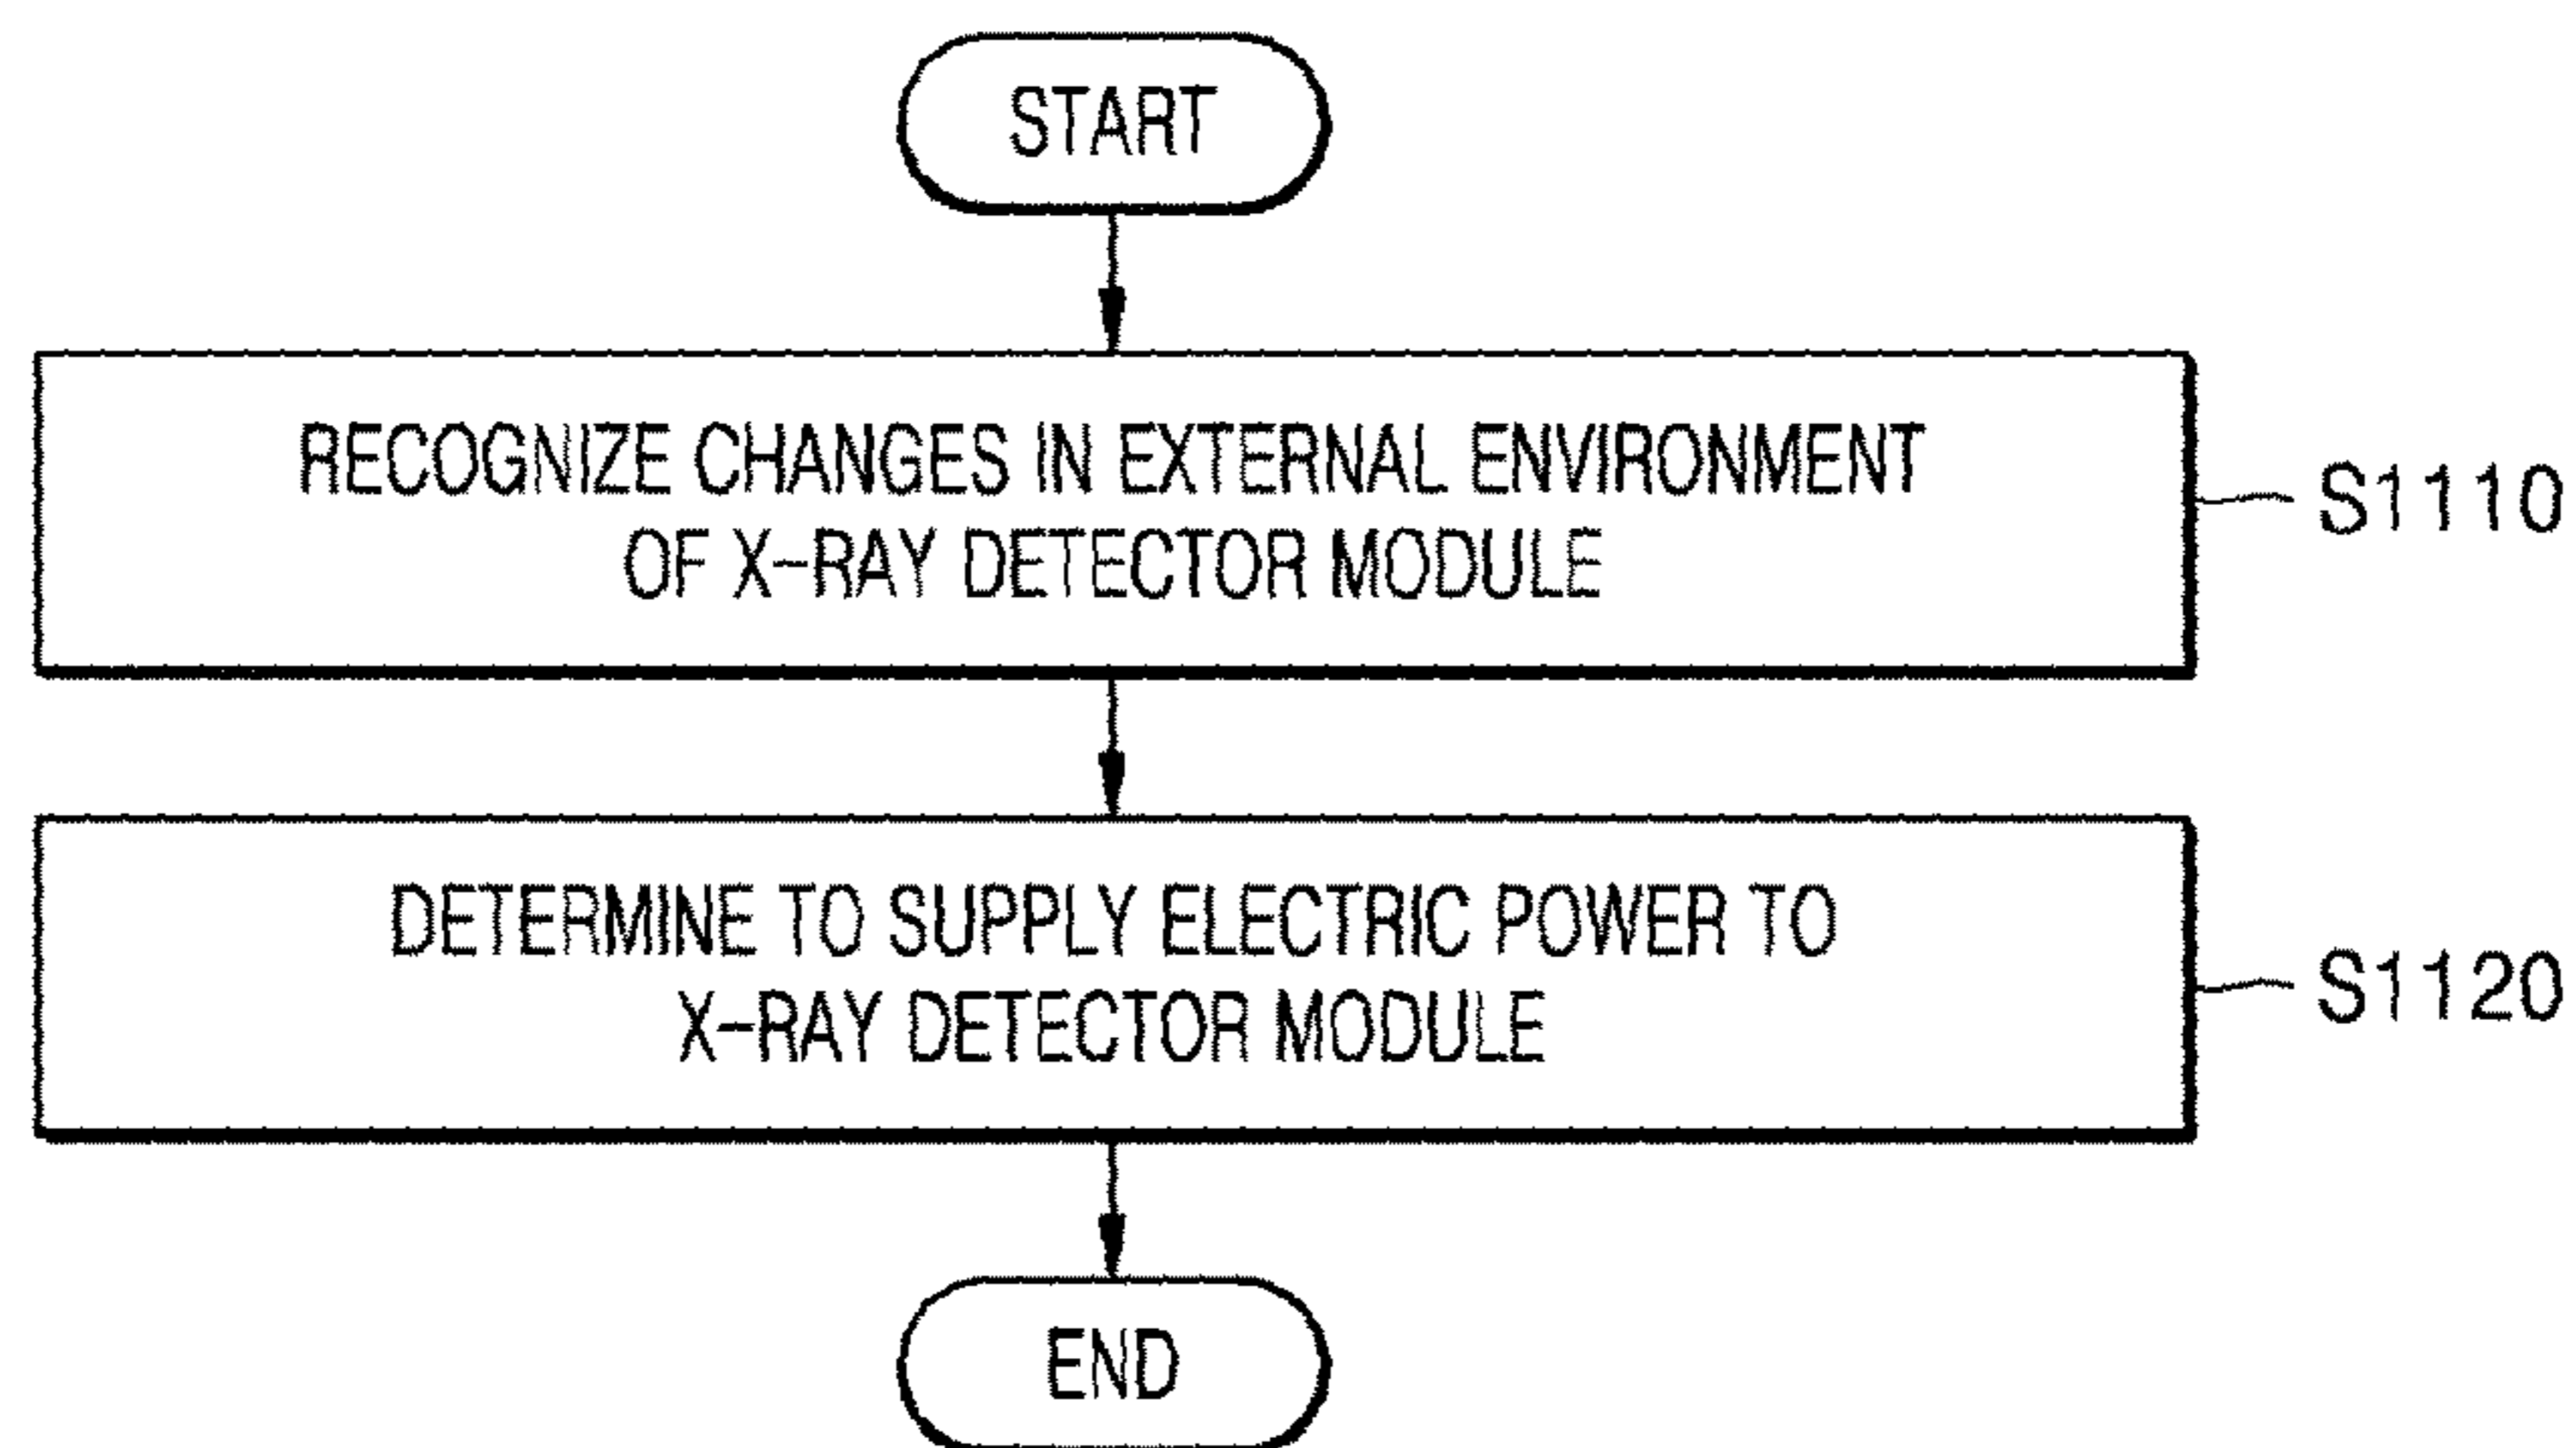 START
RECOGNIZE CHANGES IN EXTERNAL ENVIRONMENT
OF X-RAY DETECTOR MODULE
S1110
DETERMINE TO SUPPLY ELECTRIC POWER TO
X-RAY DETECTOR MODULE
S1120
END